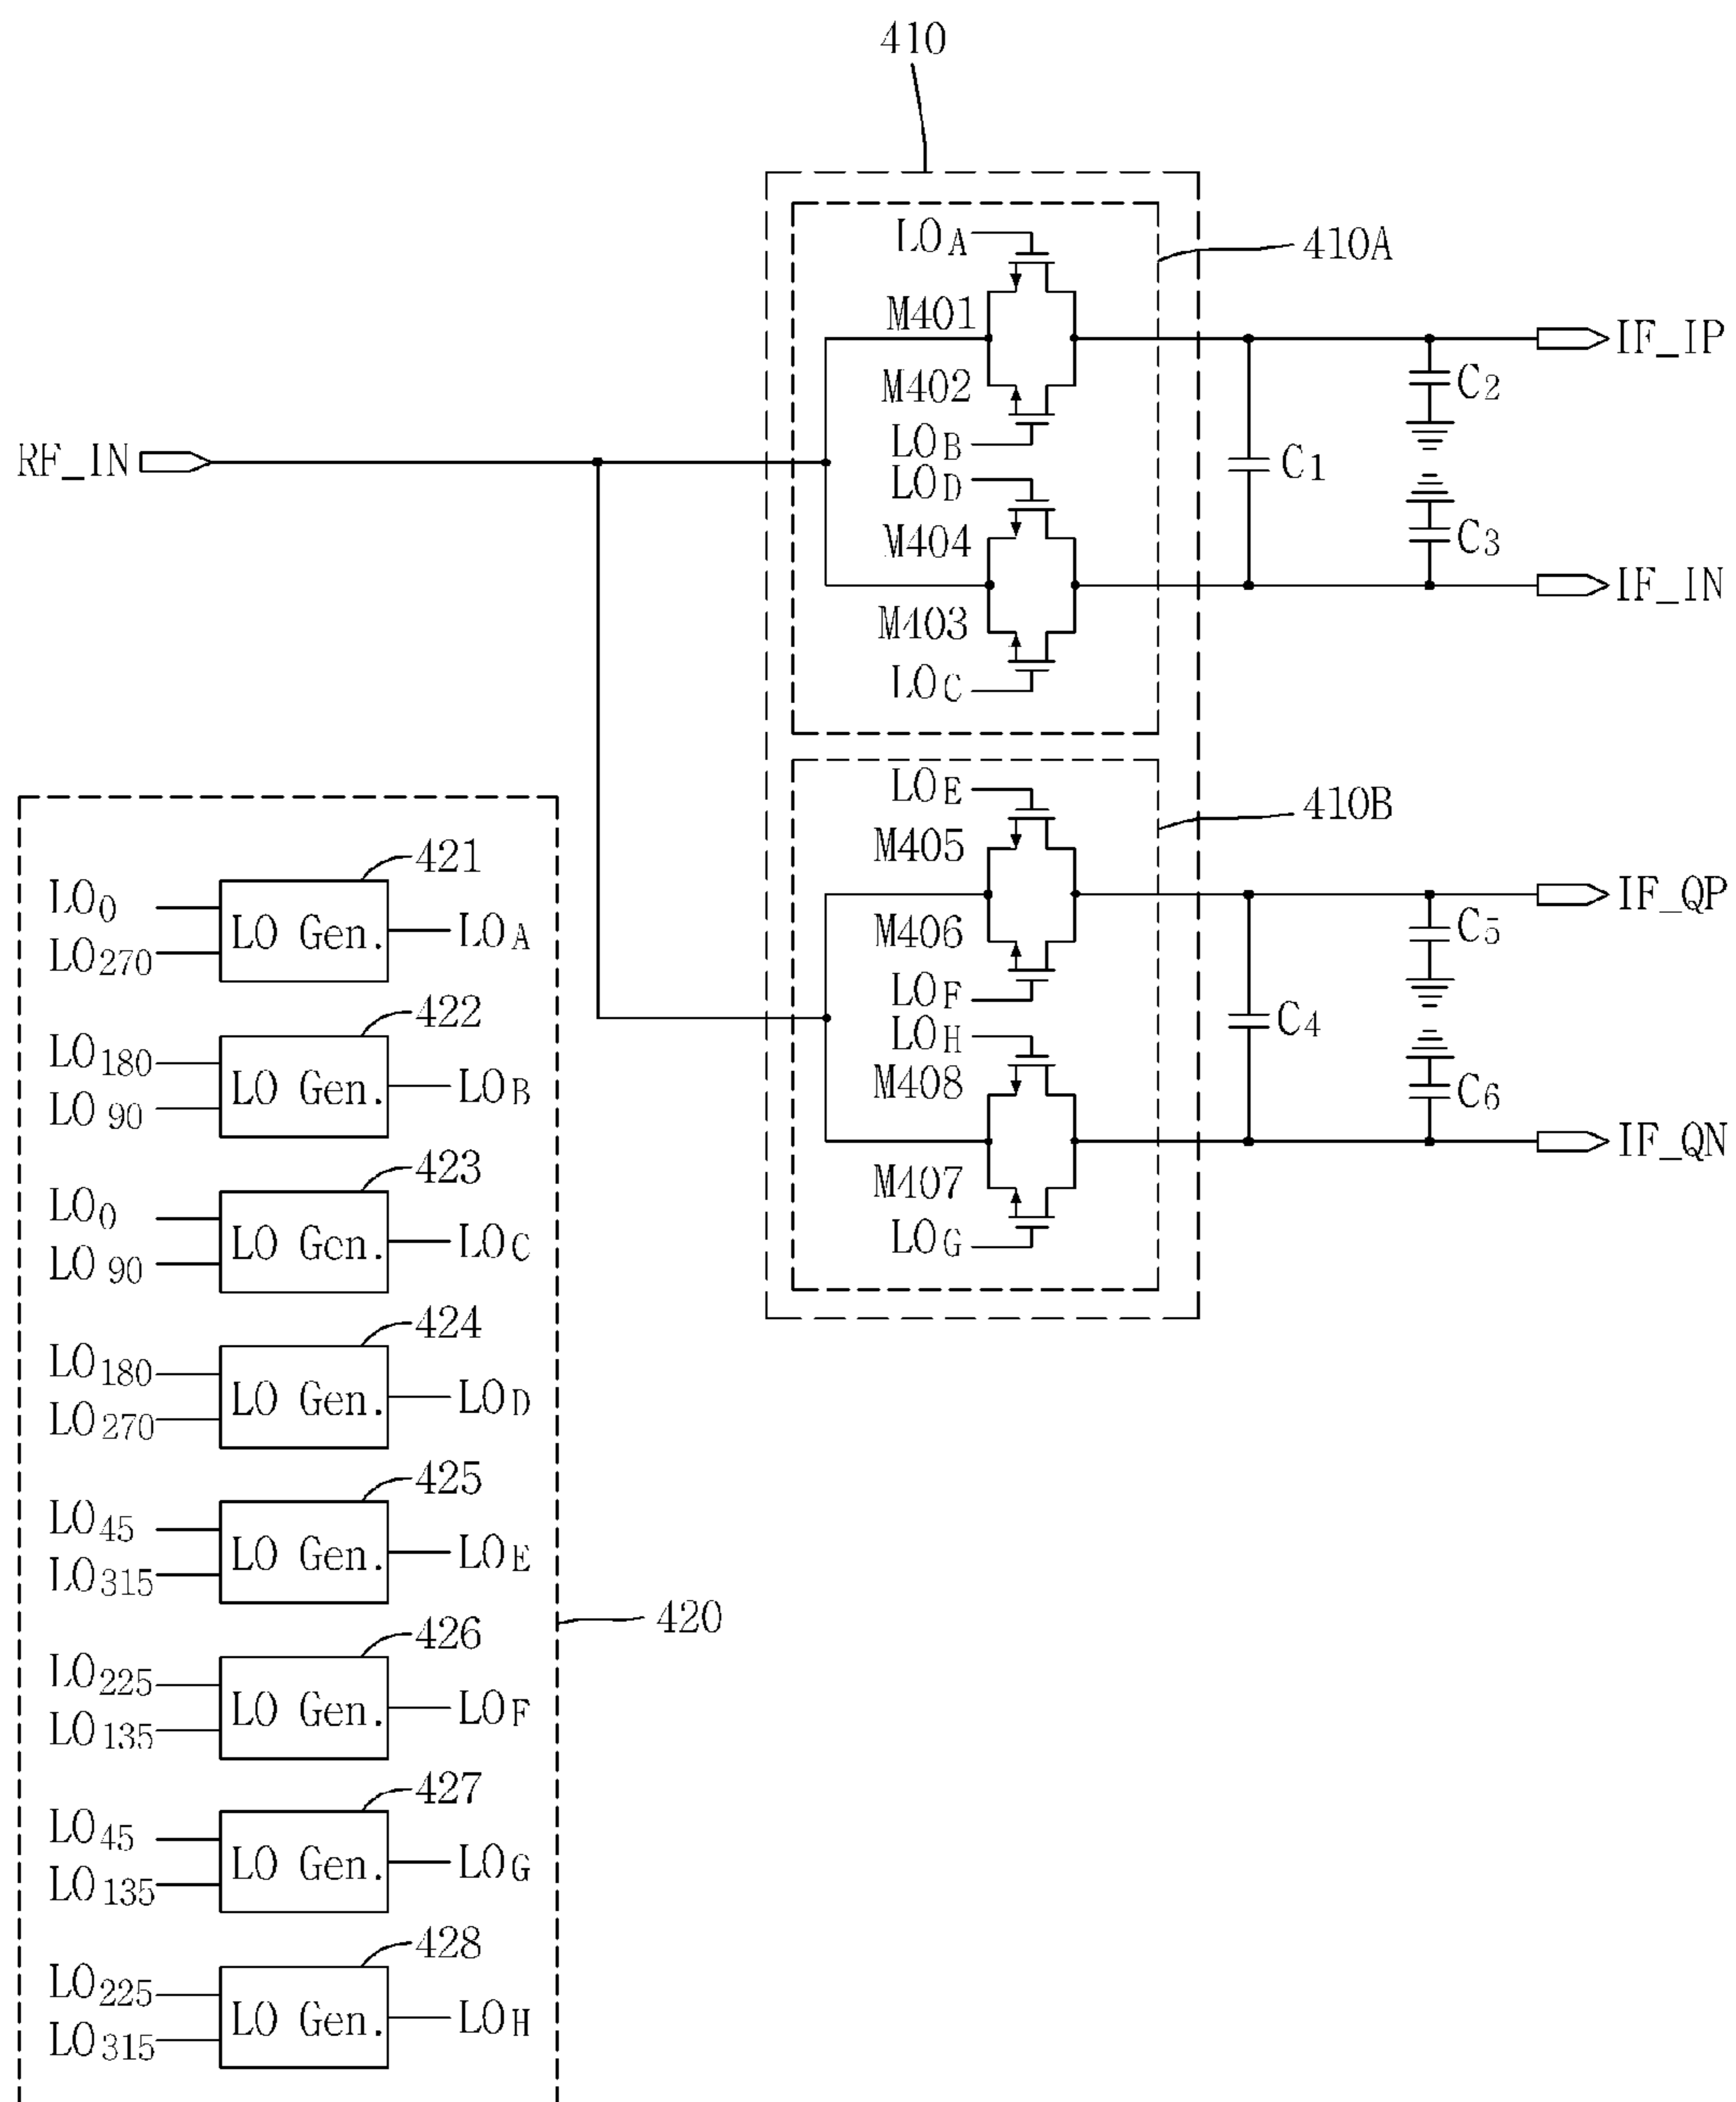 410
LOA
410A
M401
IF_IP
M402
C2
LOB
RF_IN
C1
LOD
M404
C3
IF_IN
M403
LOC
LOE
410B
M405
421
LO0
IF_QP
LO Gen.
LOA
M406
C5
LO270
LOF
422
C4
LOH
LO180
M408
LO Gen.
LOB
C6
LO90
IF_QN
423
M407
LO0
LO Gen.
LOC
LOG
LO90
424
LO180
LO Gen.
LOD
LO270
425
LO45
LO Gen.
LOE
LO315
420
426
LO225
LO Gen.
LOF
LO135
427
LO45
LO Gen.
LOG
LO135
428
LO225
LO Gen.
LOH
LO315